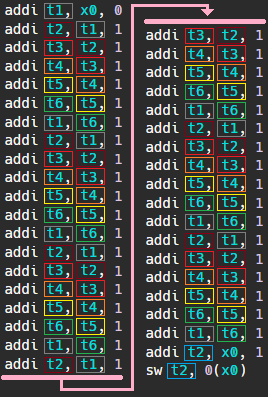 addi t1, x0, 0
addi t2, t1, 1
addi t3, t2, 1
addi t4, t3, 1
addi t5, t4, 1
addi t6, t5, 1
addi t1, t6, 1
addi t2, t1, 1
addi t3, t2, 1
addi t4, t3, 1
addi t5, t4, 1
addi t6, t5, 1
addi t1, t6, 1
addi t2, t1, 1
addi t3, t2, 1
addi t4, t3, 1
addi t5, t4, 1
addi t6, t5, 1
addi t1, t6, 1
addi t2, t1, 1
addi t3, t2, 1
addi t4, t3, 1
addi t5, t4, 1
addi t6, t5, 1
addi t1, t6, 1
addi t2, t1, 1
addi t3, t2, 1
addi t4, t3, 1
addi t5, t4, 1
addi t6, t5, 1
addi t1, t6, 1
addi t2, t1, 1
addi t3, t2, 1
addi t4, t3, 1
addi t5, t4, 1
addi t6, t5, 1
addi t1, t6, 1
addi t2, x0, 1
sw t2, 0(x0)